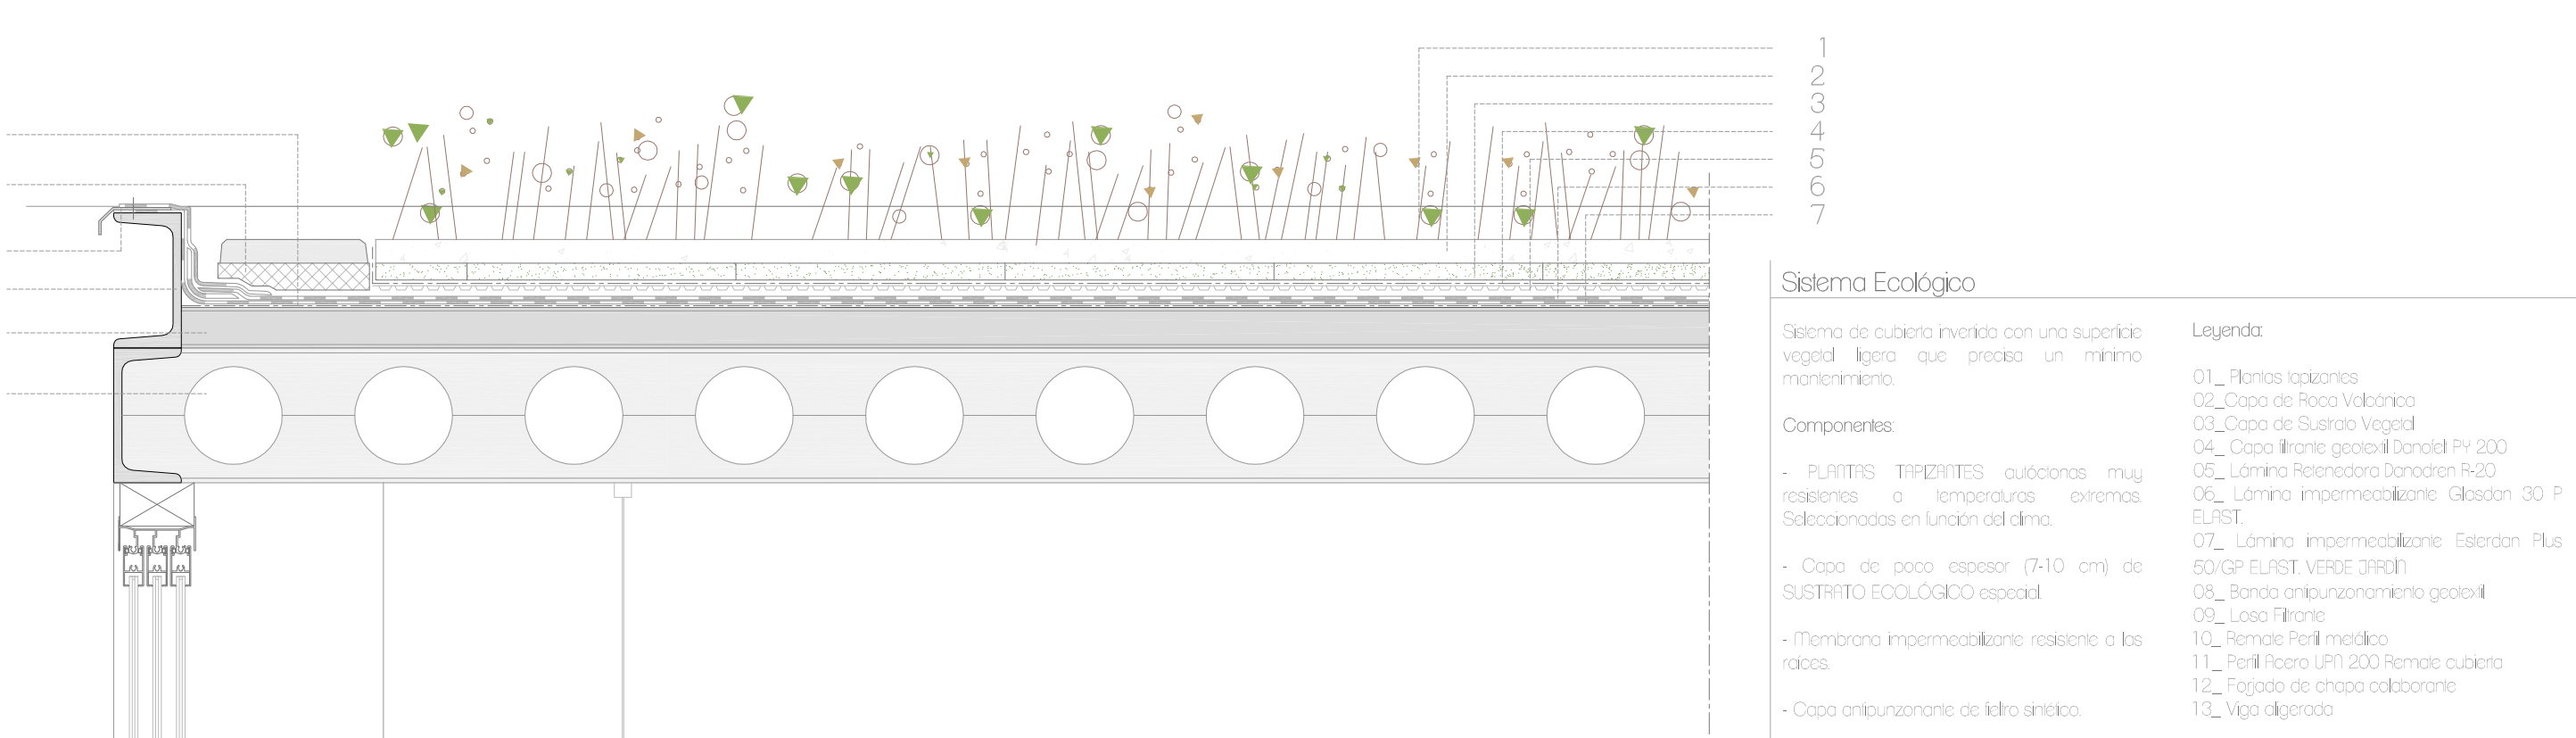 1
2
3
4
5
6
7
Sistema Ecológico
Sistema de cubierta invertida con una superficie
vegetal ligera que precisa un mínimo
mantenimiento.
Componentes:
- PLANTAS TAPIZANTES autóctonas muy
resistentes a temperaturas extremas.
Seleccionadas en función del clima.
- Capa de poco espesor (7-10 cm) de
SUSTRATO ECOLÓGICO especial.
- Membrana impermeabilizante resistente a las
raíces.
- Capa antipunzonante de fieltro sintético.
Leyenda:
01_ Plantas tapizantes
02_Capa de Roca Volcánica
03_Capa de Sustrato Vegetal
04_ Capa filtrante geotextil Danofelt PY 200
05_ Lámina Retenedora Danodren R-20
06_ Lámina impermeabilizante Glasdan 30 P
ELAST.
07_ Lámina impermeabilizante Esterdan Plus
50/GP ELAST. VERDE JARDÍN
08_ Banda antipunzonamiento geotextil
09_ Losa Filtrante
10_ Remate Perfil metálico
11_ Perfil Acero UPN 200 Remate cubierta
12_ Forjado de chapa colaborante
13_ Viga aligerada